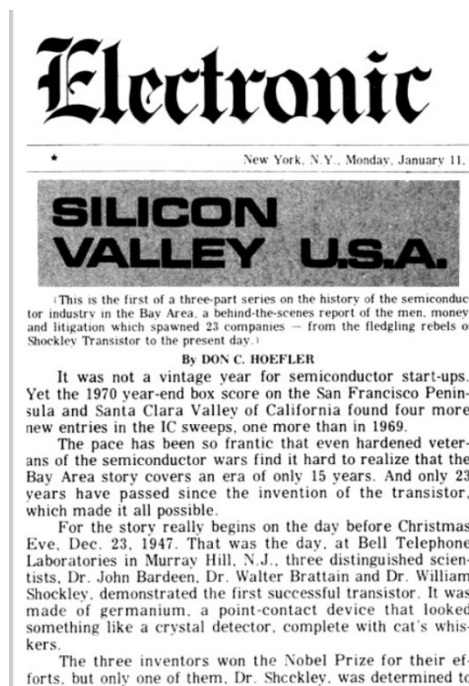 Electronic
* New York, N.Y., Monday, January 11,
SILICON
VALLEY U.S.A.
(This is the first of a three-part series on the history of the semiconduc-
tor industry in the Bay Area, a behind-the-scenes report of the men, money
and litigation which spawned 23 companies — from the fledgling rebels o
Shockley Transistor to the present day.)
By DON C. HOEFLER
It was not a vintage year for semiconductor start-ups.
Yet the 1970 year-end box score on the San Francisco Penin-
sula and Santa Clara Valley of California found four more
new entries in the IC sweeps, one more than in 1969.
The pace has been so frantic that even hardened veter-
ans of the semiconductor wars find it hard to realize that the
Bay Area story covers an era of only 15 years. And only 23
years have passed since the invention of the transistor,
which made it all possible.
For the story really begins on the day before Christmas
Eve, Dec. 23, 1947. That was the day, at Bell Telephone
Laboratories in Murray Hill, N.J., three distinguished scien-
tists, Dr. John Bardeen, Dr. Walter Brattain and Dr. William
Shockley, demonstrated the first successful transistor. It was
made of germanium, a point-contact device that looked
something like a crystal detector, complete with cat's whis-
kers.
The three inventors won the Nobel Prize for their ef-
forts, but only one of them, Dr. Shockley, was determined to